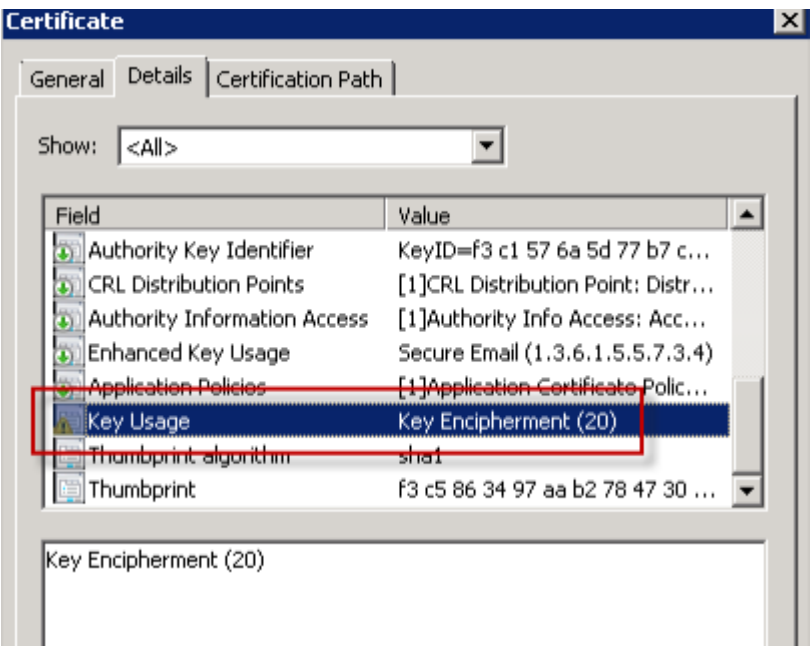 Certificate
General Details Certification Path
Show: <All>
Field Value
Authority Key Identifier KeyID=f3 c1 57 6a 5d 77 b7 c...
CRL Distribution Points [1]CRL Distribution Point: Distr...
Authority Information Access [1]Authority Info Access: Acc...
Enhanced Key Usage Secure Email (1.3.6.1.5.5.7.3.4)
Application Policies [1]Application Certificate Polic...
Key Usage Key Encipherment (20)
Thumbprint algorithm sha1
Thumbprint f3 c5 86 34 97 aa b2 78 47 30 ...
Key Encipherment (20)